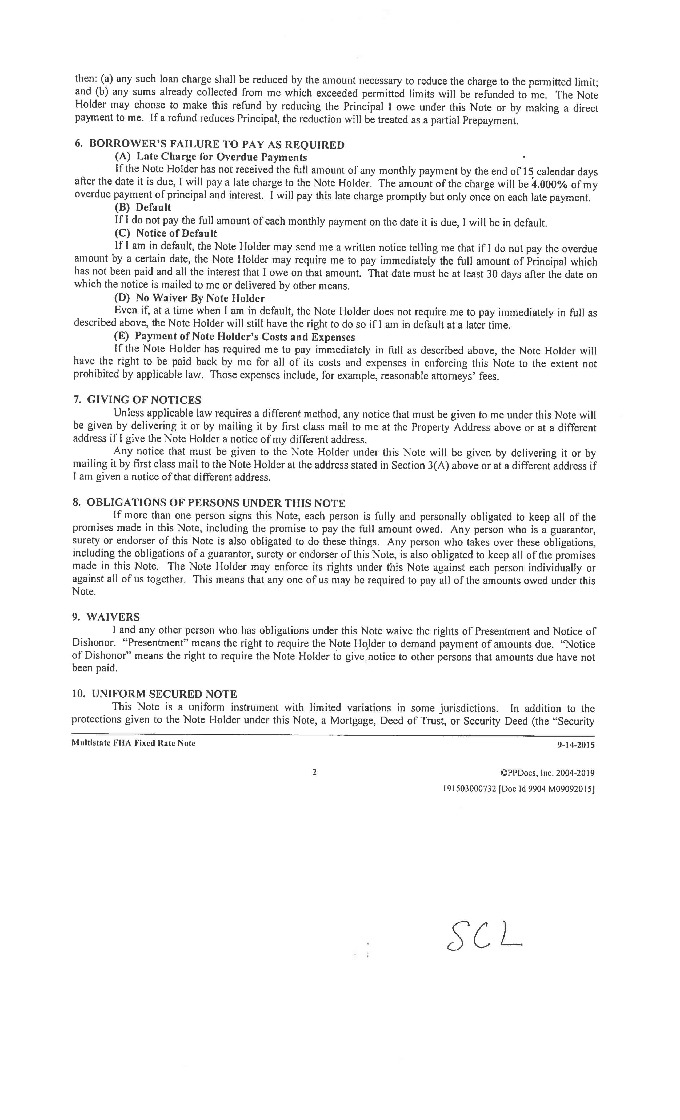 then: (a) any such loan charge shall be reduced by the amount necessary to reduce the charge to the permitted limit;
and (b) any sums already collected from me which exceeded permitted limits will be refunded to me. The Note
Holder may choose to make this refund by reducing the Principal I owe under this Note or by making a direct
payment to me. If a refund reduces Principal, the reduction will be treated as a partial Prepayment.
6. BORROWER'S FAILURE TO PAY AS REQUIRED
(A) Late Charge for Overdue Payments
If the Note Holder has not received the full amount of any monthly payment by the end of 15 calendar days
after the date it is due, I will pay a late charge to the Note Holder. The amount of the charge will be 4.000% of my
overdue payment of principal and interest. I will pay this late charge promptly but only once on each late payment.
(B) Default
If I do not pay the full amount of each monthly payment on the date it is due, I will be in default.
(C) Notice of Default
If I am in default, the Note Holder may send me a written notice telling me that if I do not pay the overdue
amount by a certain date, the Note Holder may require me to pay immediately the full amount of Principal which
has not been paid and all the interest that I owe on that amount. That date must be at least 30 days after the date on
which the notice is mailed to me or delivered by other means.
(D) No Waiver By Note Holder
Even if, at a time when I am in default, the Note Holder does not require me to pay immediately in full as
described above, the Note Holder will still have the right to do so if I am in default at a later time.
(E) Payment of Note Holder's Costs and Expenses
If the Note Holder has required me to pay immediately in full as described above, the Note Holder will
have the right to be paid back by me for all of its costs and expenses in enforcing this Note to the extent not
prohibited by applicable law. Those expenses include, for example, reasonable attorneys' fees.
7. GIVING OF NOTICES
Unless applicable law requires a different method, any notice that must be given to me under this Note will
be given by delivering it or by mailing it by first class mail to me at the Property Address above or at a different
address if I give the Note Holder a notice of my different address.
Any notice that must be given to the Note Holder under this Note will be given by delivering it or by
mailing it by first class mail to the Note Holder at the address stated in Section 3(A) above or at a different address if
I am given a notice of that different address.
8. OBLIGATIONS OF PERSONS UNDER THIS NOTE
If more than one person signs this Note, each person is fully and personally obligated to keep all of the
promises made in this Note, including the promise to pay the full amount owed. Any person who is a guarantor,
surety or endorser of this Note is also obligated to do these things. Any person who takes over these obligations,
including the obligations of a guarantor, surety or endorser of this Note, is also obligated to keep all of the promises
made in this Note. The Note Holder may enforce its rights under this Note against each person individually or
against all of us together. This means that any one of us may be required to pay all of the amounts owed under this
Note.
9. WAIVERS
I and any other person who has obligations under this Note waive the rights of Presentment and Notice of
Dishonor. "Presentment" means the right to require the Note Holder to demand payment of amounts due. "Notice
of Dishonor" means the right to require the Note Holder to give notice to other persons that amounts due have not
been paid.
10. UNIFORM SECURED NOTE
This Note is a uniform instrument with limited variations in some jurisdictions. In addition to the
protections given to the Note Holder under this Note, a Mortgage, Deed of Trust, or Security Deed (the "Security
Multistate FHA Fixed Rate Note 9-14-2015
2 ©PPDocs, Inc. 2004-2019
191503000732 [Doc Id 9904 M09092015]
SCL